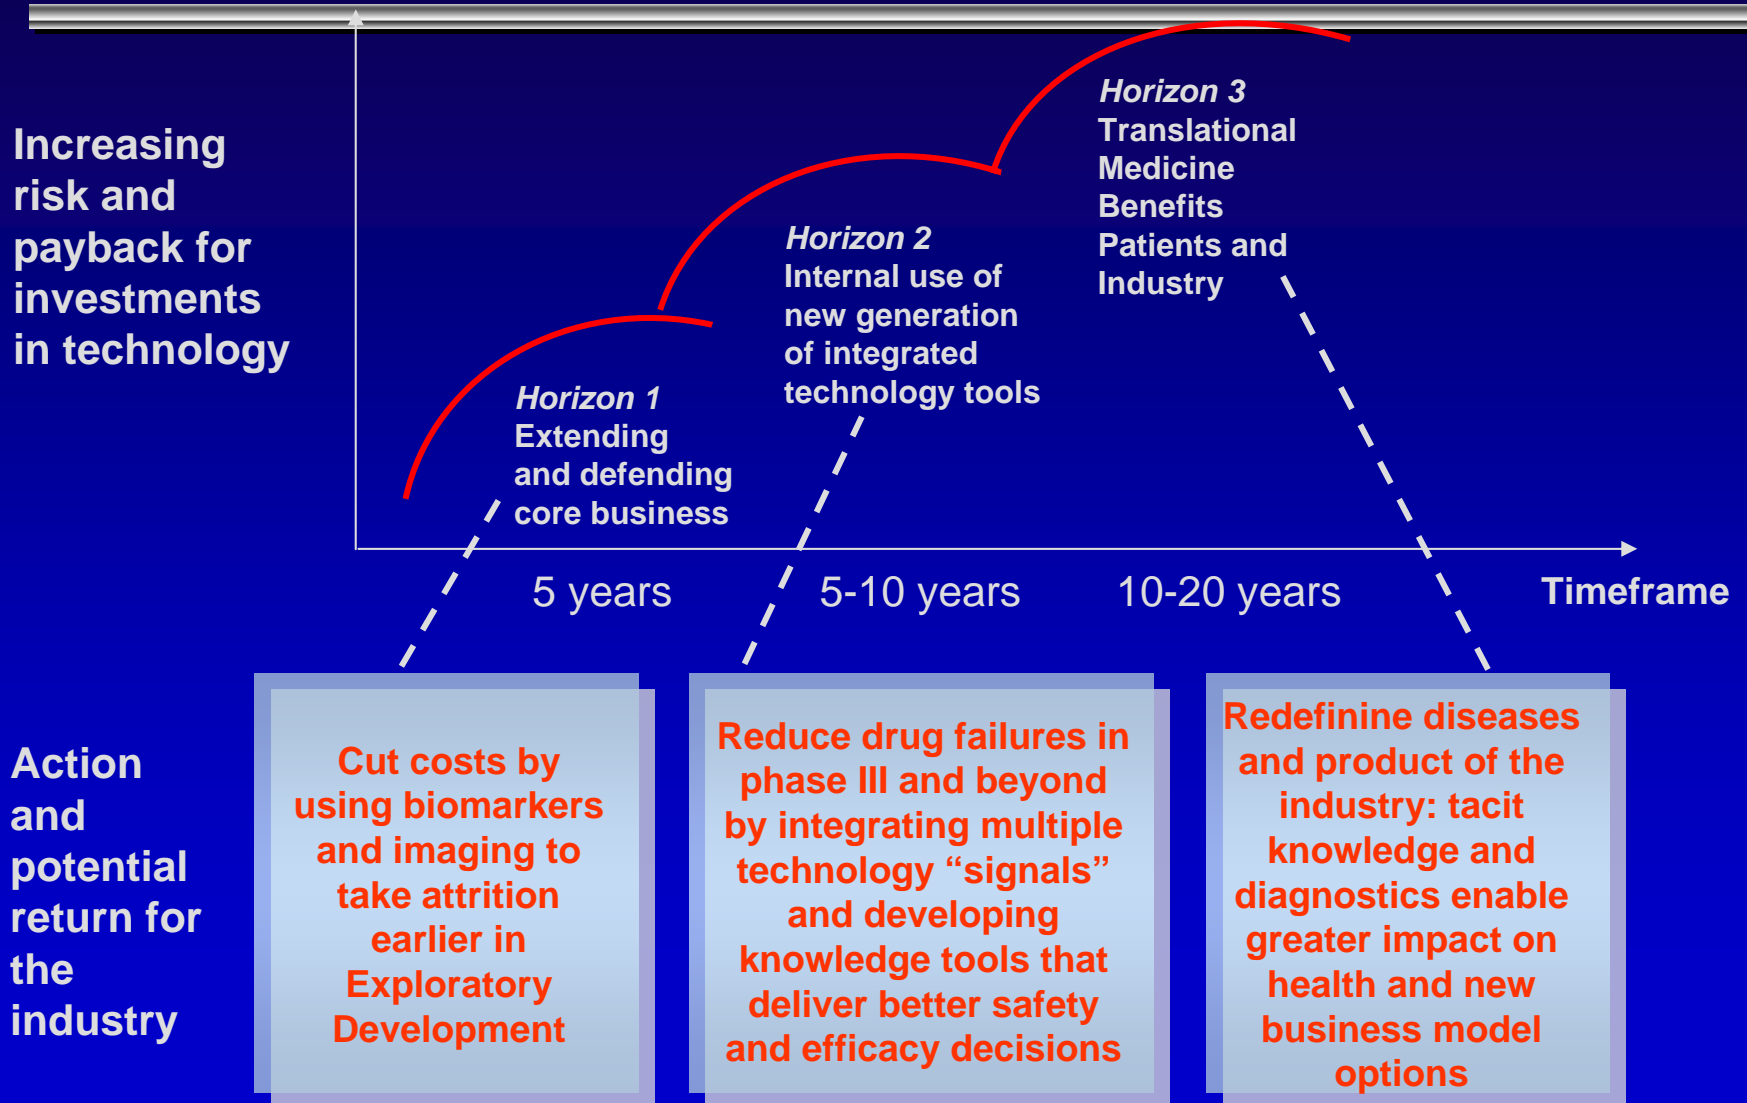 Increasing
risk and
payback for
investments
in technology
Horizon 1
Extending
and defending
core business
Horizon 2
Internal use of
new generation
of integrated
technology tools
Horizon 3
Translational
Medicine
Benefits
Patients and
Industry
5 years
5-10 years
10-20 years
Timeframe
Action
and
potential
return for
the
industry
Cut costs by
using biomarkers
and imaging to
take attrition
earlier in
Exploratory
Development
Reduce drug failures in
phase III and beyond
by integrating multiple
technology “signals”
and developing
knowledge tools that
deliver better safety
and efficacy decisions
Redefinine diseases
and product of the
industry: tacit
knowledge and
diagnostics enable
greater impact on
health and new
business model
options